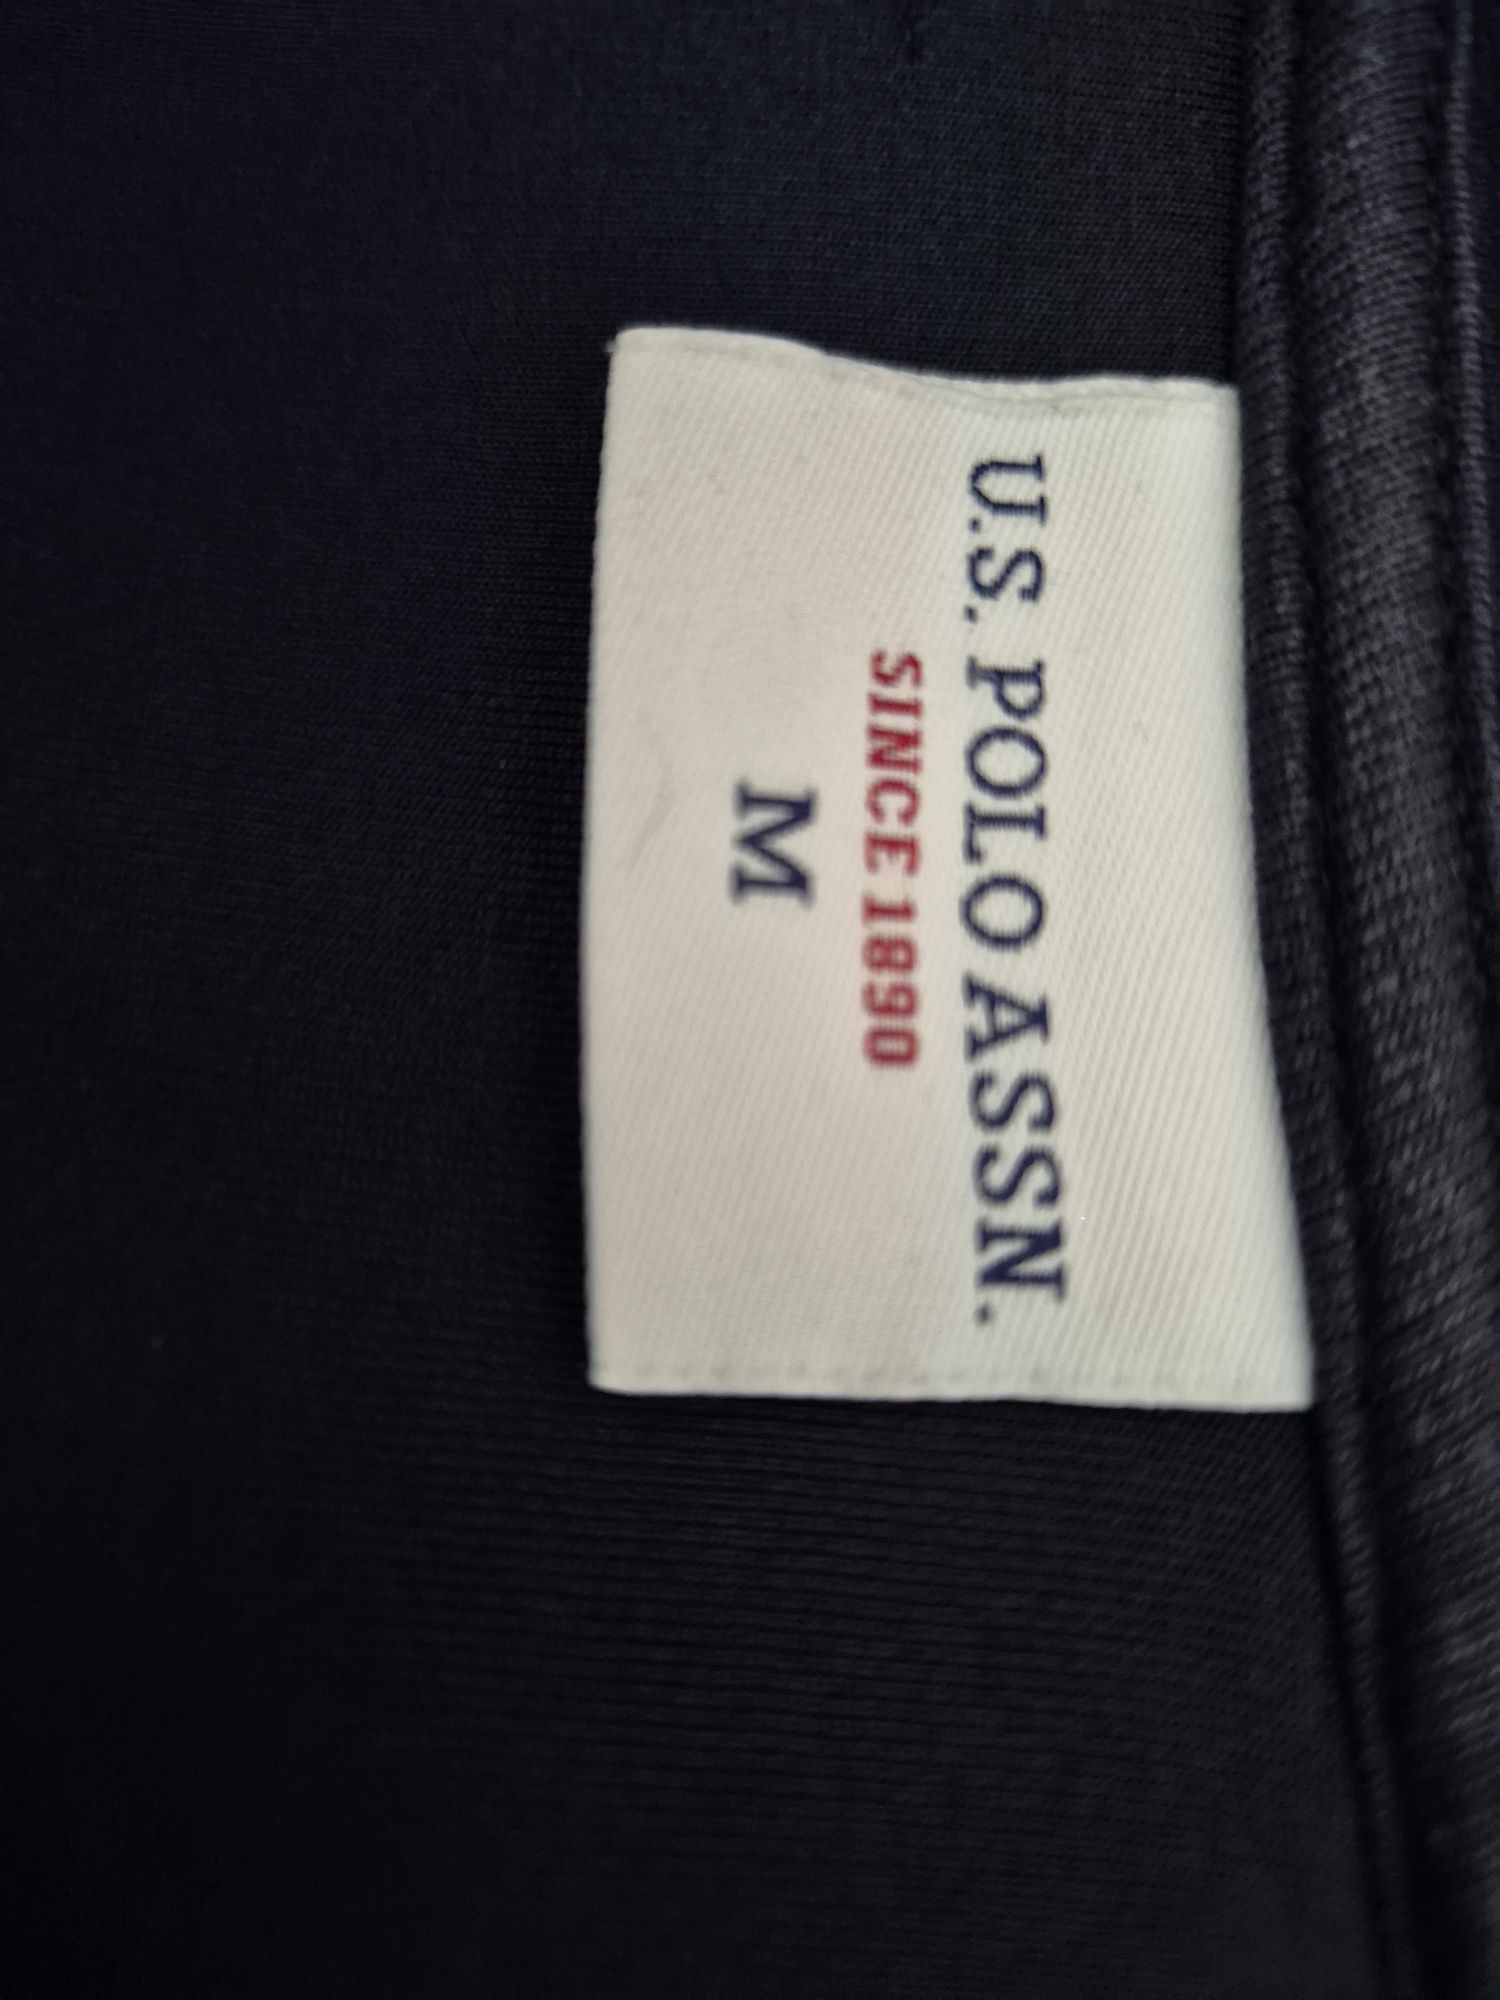 U.S. POLO ASSN.
SINCE 1890
M